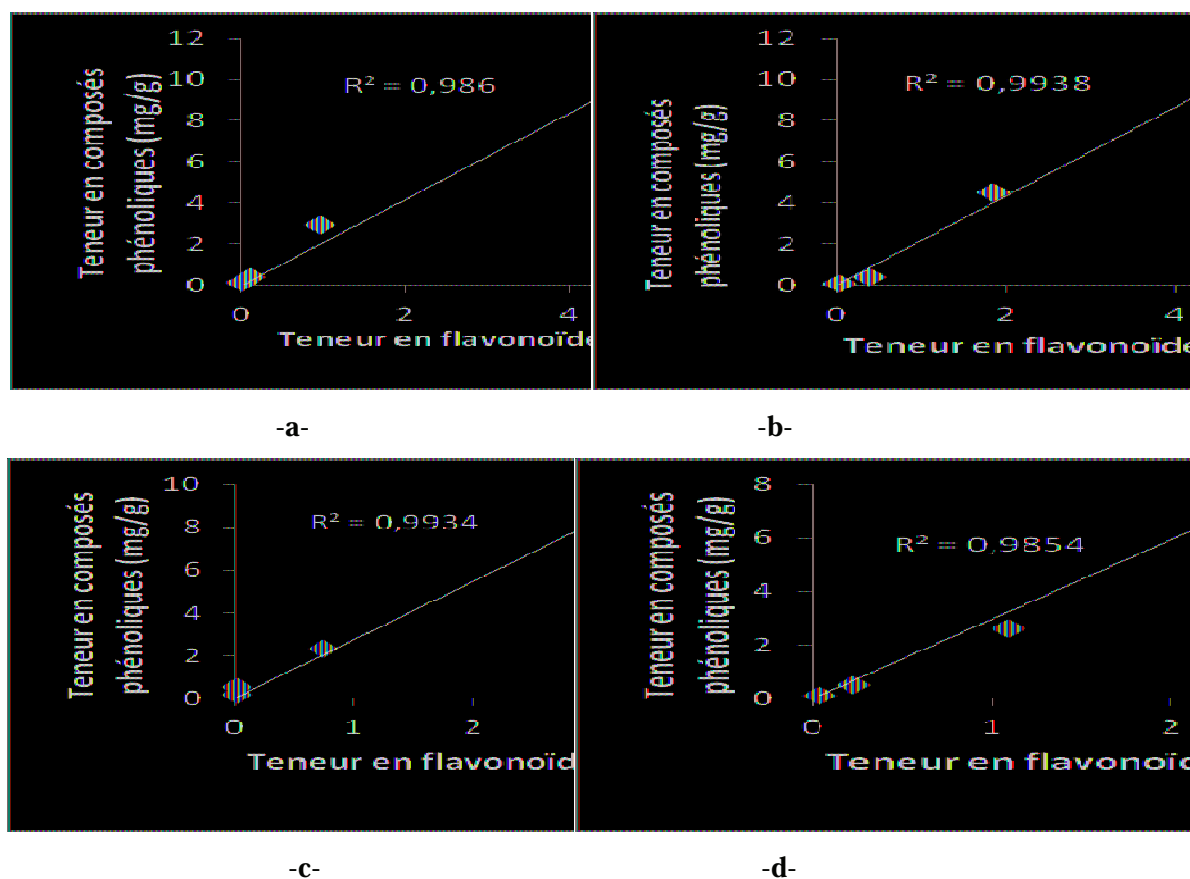 12
10
8
6
4
2
0
Teneur en composés
phénoliques (mg/g)
R² = 0,986
0 2 4
Teneur en flavonoïde
-a-
12
10
8
6
4
2
0
Teneur en composés
phénoliques (mg/g)
R² = 0,9938
0 2 4
Teneur en flavonoïde
-b-
10
8
6
4
2
0
Teneur en composés
phénoliques (mg/g)
R² = 0,9934
0 1 2
Teneur en flavonoïd
-c-
8
6
4
2
0
Teneur en composés
phénoliques (mg/g)
R² = 0,9854
0 1 2
Teneur en flavonoïde
-d-